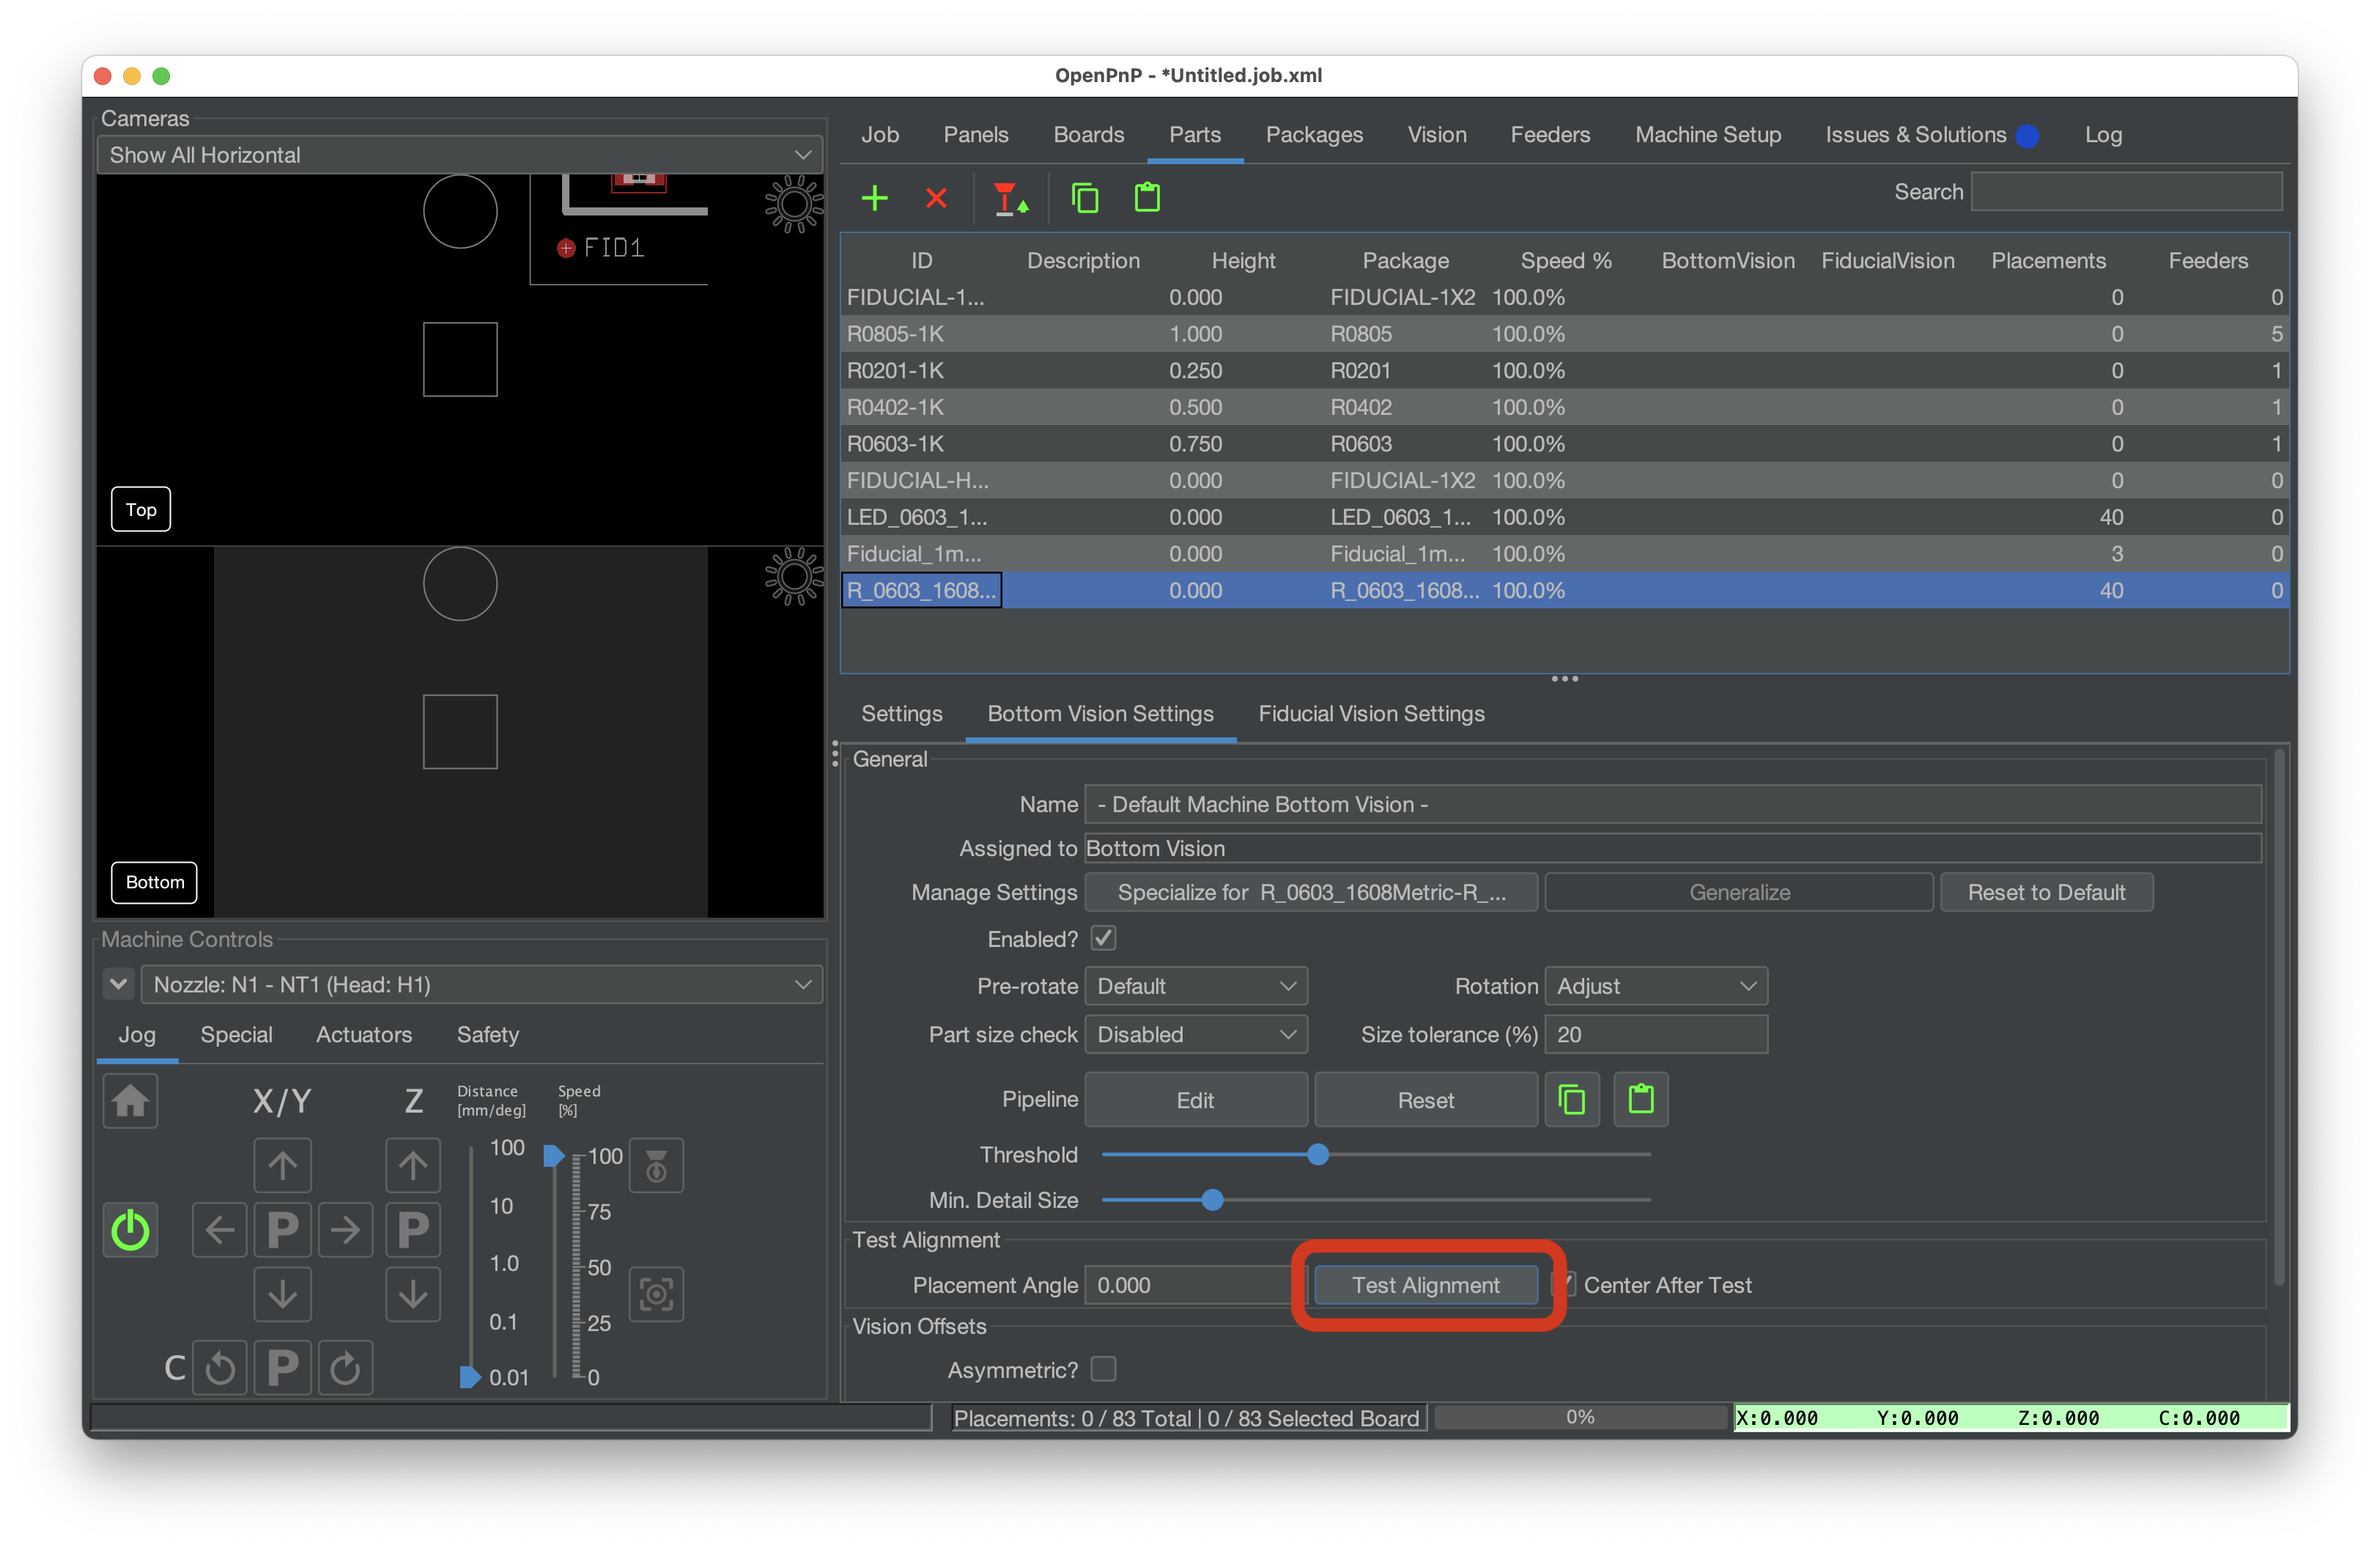 OpenPnP - *Untitled.job.xml
Cameras
Show All Horizontal
FID1
Top
Bottom
Machine Controls
Nozzle: N1 - NT1 (Head: H1)
Jog Special Actuators Safety
X/Y Z Distance [mm/deg] Speed [%]
100 100
10 75
1.0 50
0.1 25
0.01 0
P P
C P
Job Panels Boards Parts Packages Vision Feeders Machine Setup Issues & Solutions Log
Search
ID Description Height Package Speed % BottomVision FiducialVision Placements Feeders
FIDUCIAL-1... 0.000 FIDUCIAL-1X2 100.0% 0 0
R0805-1K 1.000 R0805 100.0% 0 5
R0201-1K 0.250 R0201 100.0% 0 1
R0402-1K 0.500 R0402 100.0% 0 1
R0603-1K 0.750 R0603 100.0% 0 1
FIDUCIAL-H... 0.000 FIDUCIAL-1X2 100.0% 0 0
LED_0603_1... 0.000 LED_0603_1... 100.0% 40 0
Fiducial_1m... 0.000 Fiducial_1m... 100.0% 3 0
R_0603_1608... 0.000 R_0603_1608... 100.0% 40 0
Settings Bottom Vision Settings Fiducial Vision Settings
General
Name - Default Machine Bottom Vision -
Assigned to Bottom Vision
Manage Settings Specialize for R_0603_1608Metric-R_... Generalize Reset to Default
Enabled?
Pre-rotate Default Rotation Adjust
Part size check Disabled Size tolerance (%) 20
Pipeline Edit Reset
Threshold
Min. Detail Size
Test Alignment
Placement Angle 0.000 Test Alignment Center After Test
Vision Offsets
Asymmetric?
Placements: 0 / 83 Total | 0 / 83 Selected Board 0% X:0.000 Y:0.000 Z:0.000 C:0.000